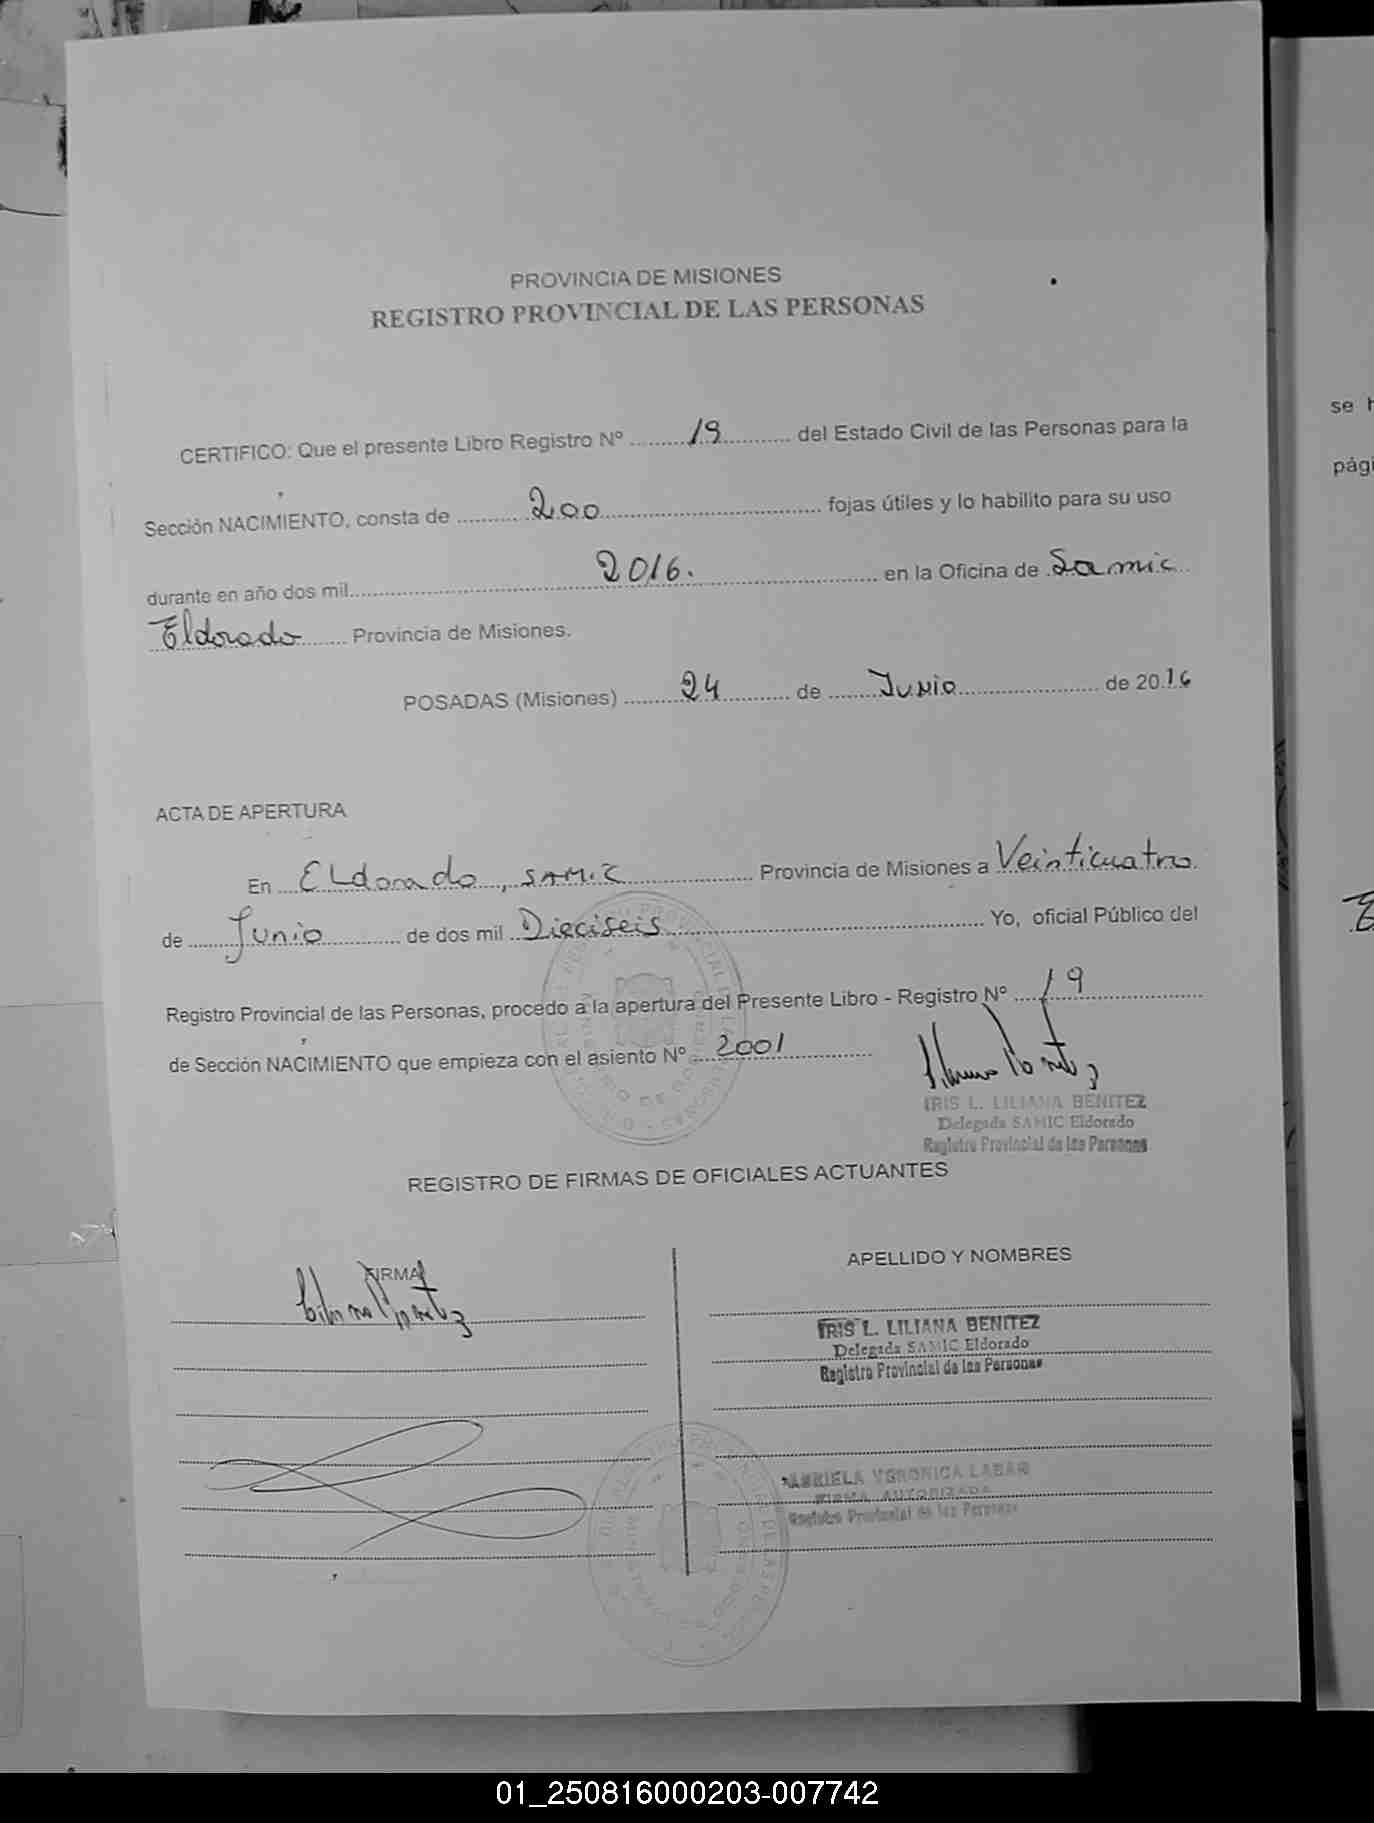 PROVINCIA DE MISIONES
REGISTRO PROVINCIAL DE LAS PERSONAS
se
CERTIFICO: Que el presente Libro Registro Nº 19 del Estado Civil de las Personas para la
pági
Sección NACIMIENTO, consta de 200 fojas útiles y lo habilito para su uso
durante en año dos mil 2016. en la Oficina de Samic
Eldorado Provincia de Misiones.
POSADAS (Misiones) 24 de Junio de 2016
ACTA DE APERTURA
En Eldorado, SAMIC Provincia de Misiones a Veinticuatro
de Junio de dos mil Dieciseis Yo, oficial Público del
Registro Provincial de las Personas, procedo a la apertura del Presente Libro - Registro Nº 19
de Sección NACIMIENTO que empieza con el asiento Nº 2001
IRIS L. LILIANA BENITEZ
Delegada SAMIC Eldorado
Registro Provincial de las Personas
REGISTRO DE FIRMAS DE OFICIALES ACTUANTES
FIRMA
APELLIDO Y NOMBRES
IRIS L. LILIANA BENITEZ
Delegada SAMIC Eldorado
Registro Provincial de las Personas
VERONICA
FIRMA AUTORIZADA
Registro Provincial de las Personas
01_250816000203-007742